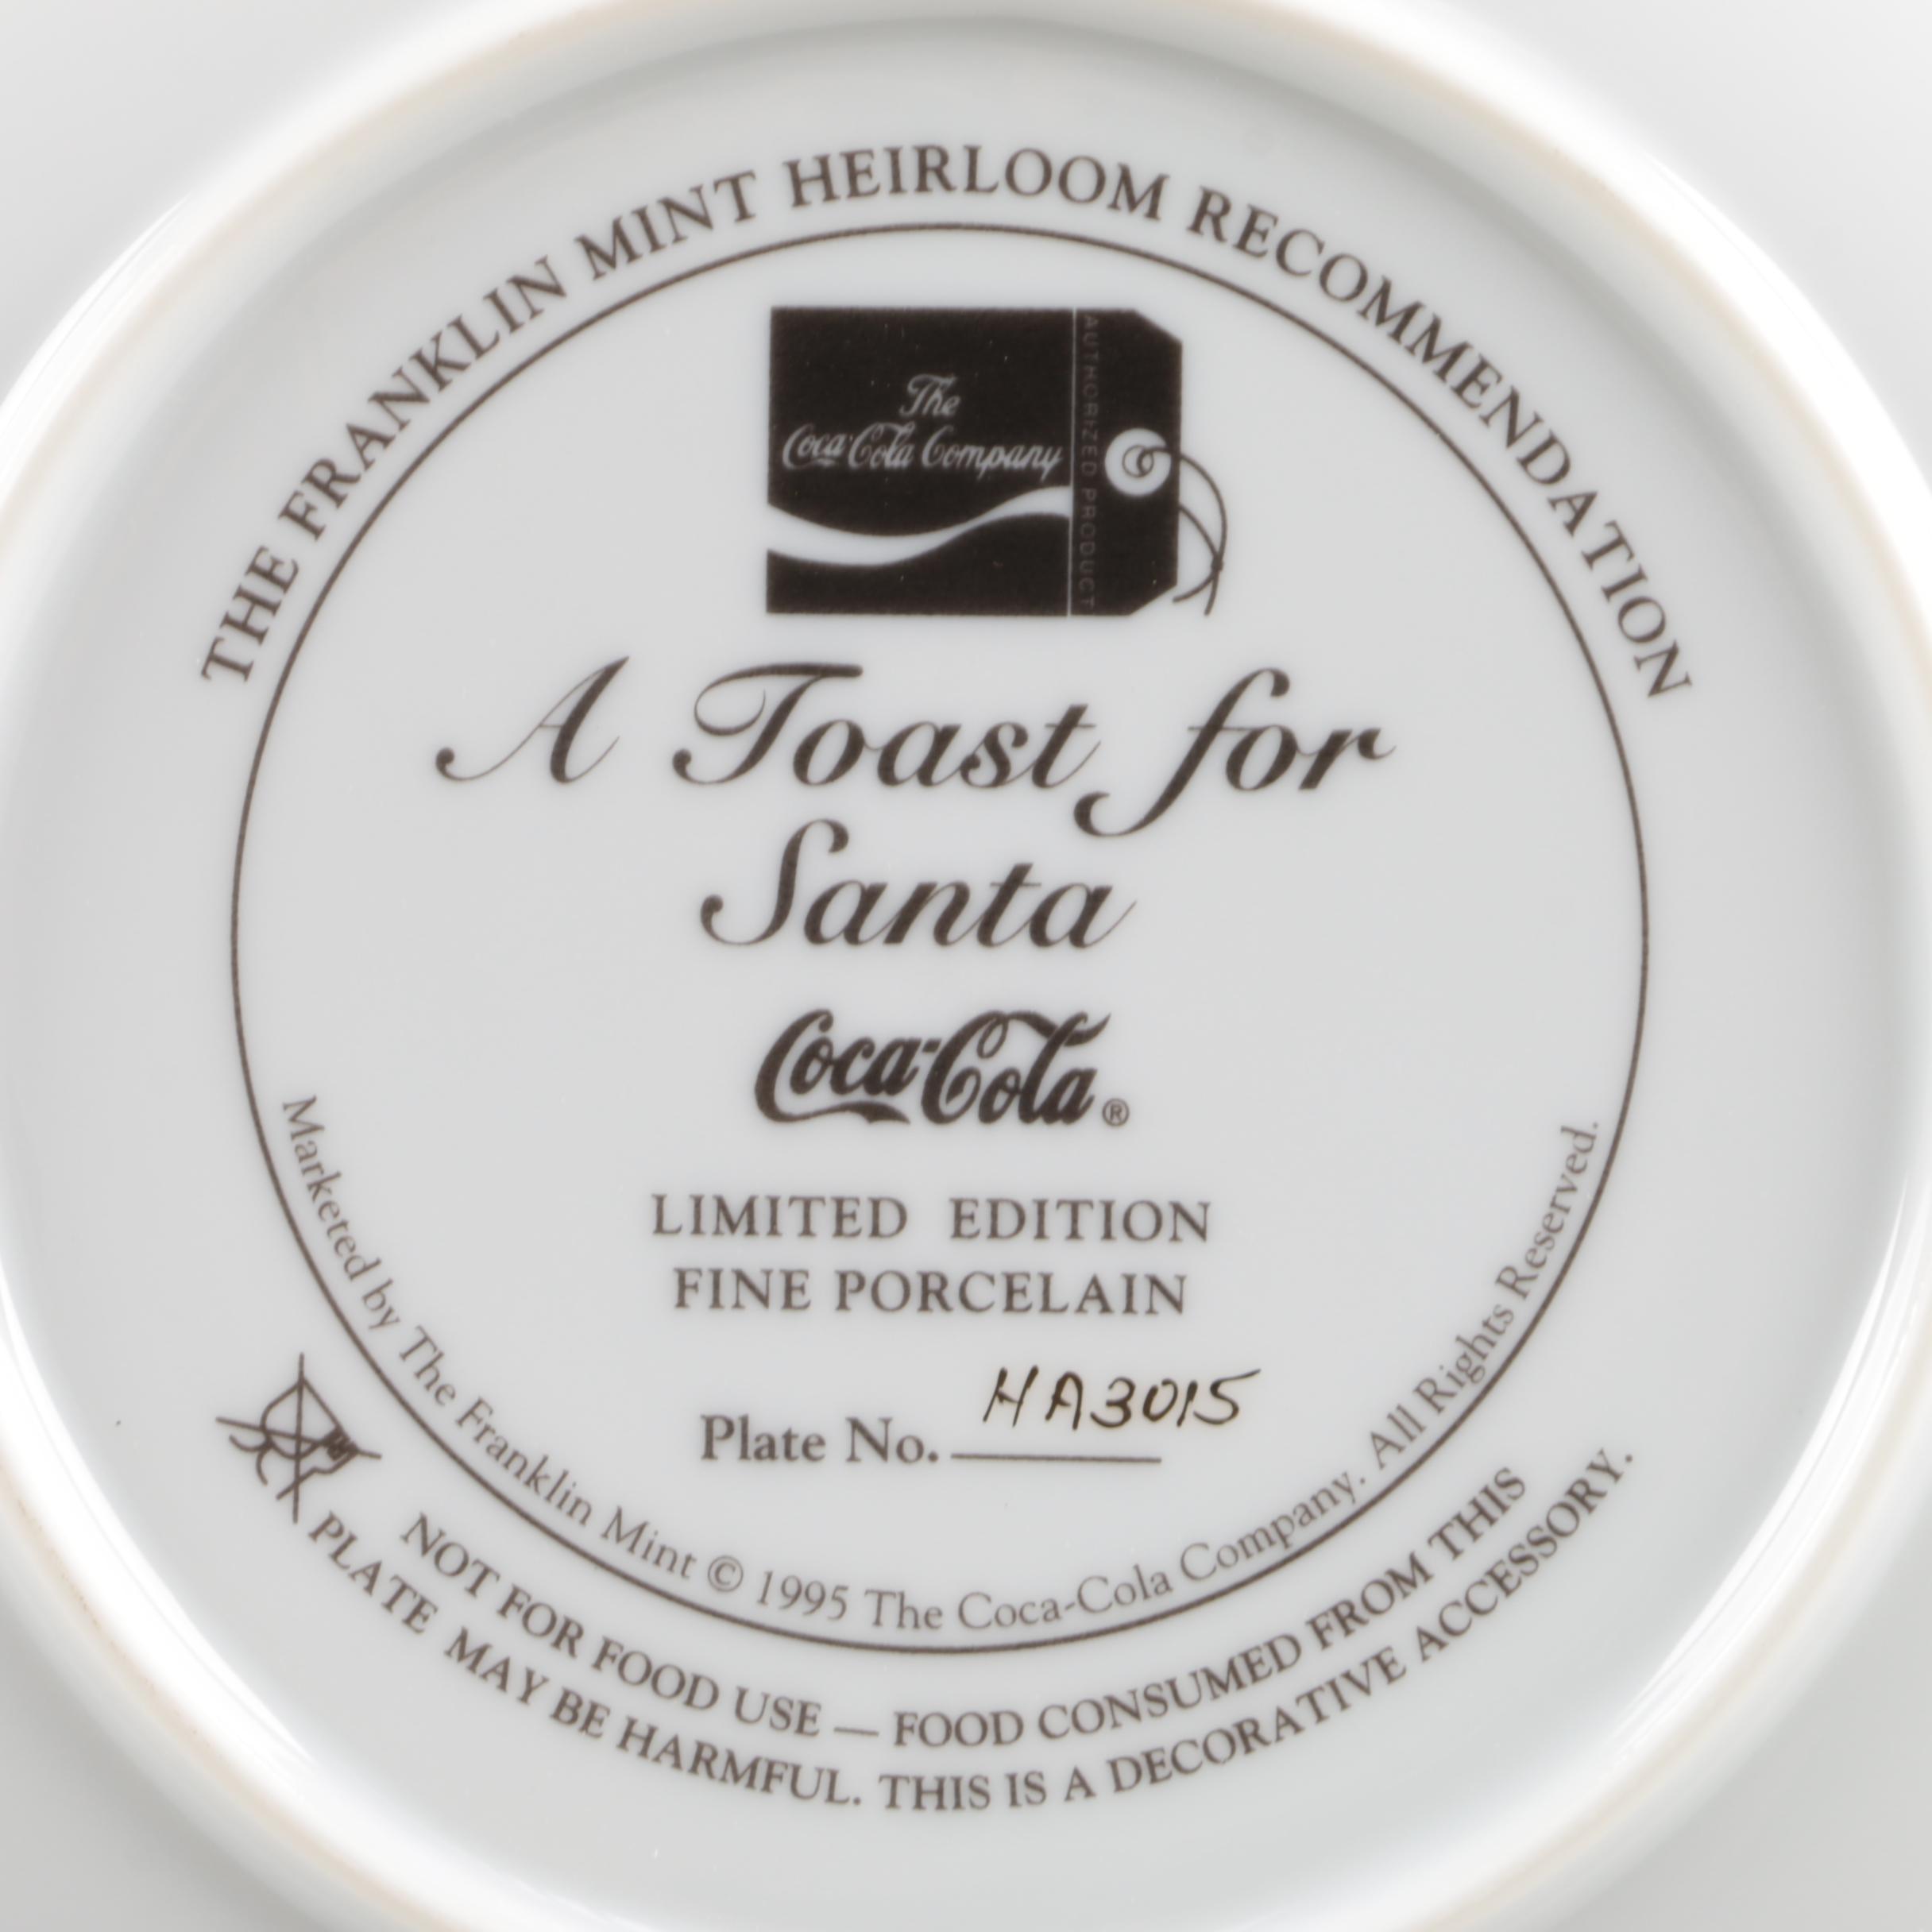 THE FRANKLIN MINT HEIRLOOM RECOMMENDATION
The
Coca-Cola Company
AUTHORIZED PRODUCT
A Toast for
Santa
Coca-Cola®
LIMITED EDITION
FINE PORCELAIN
Plate No. HA3015
Marketed by The Franklin Mint © 1995 The Coca-Cola Company. All Rights Reserved.
NOT FOR FOOD USE — FOOD CONSUMED FROM THIS
PLATE MAY BE HARMFUL. THIS IS A DECORATIVE ACCESSORY.